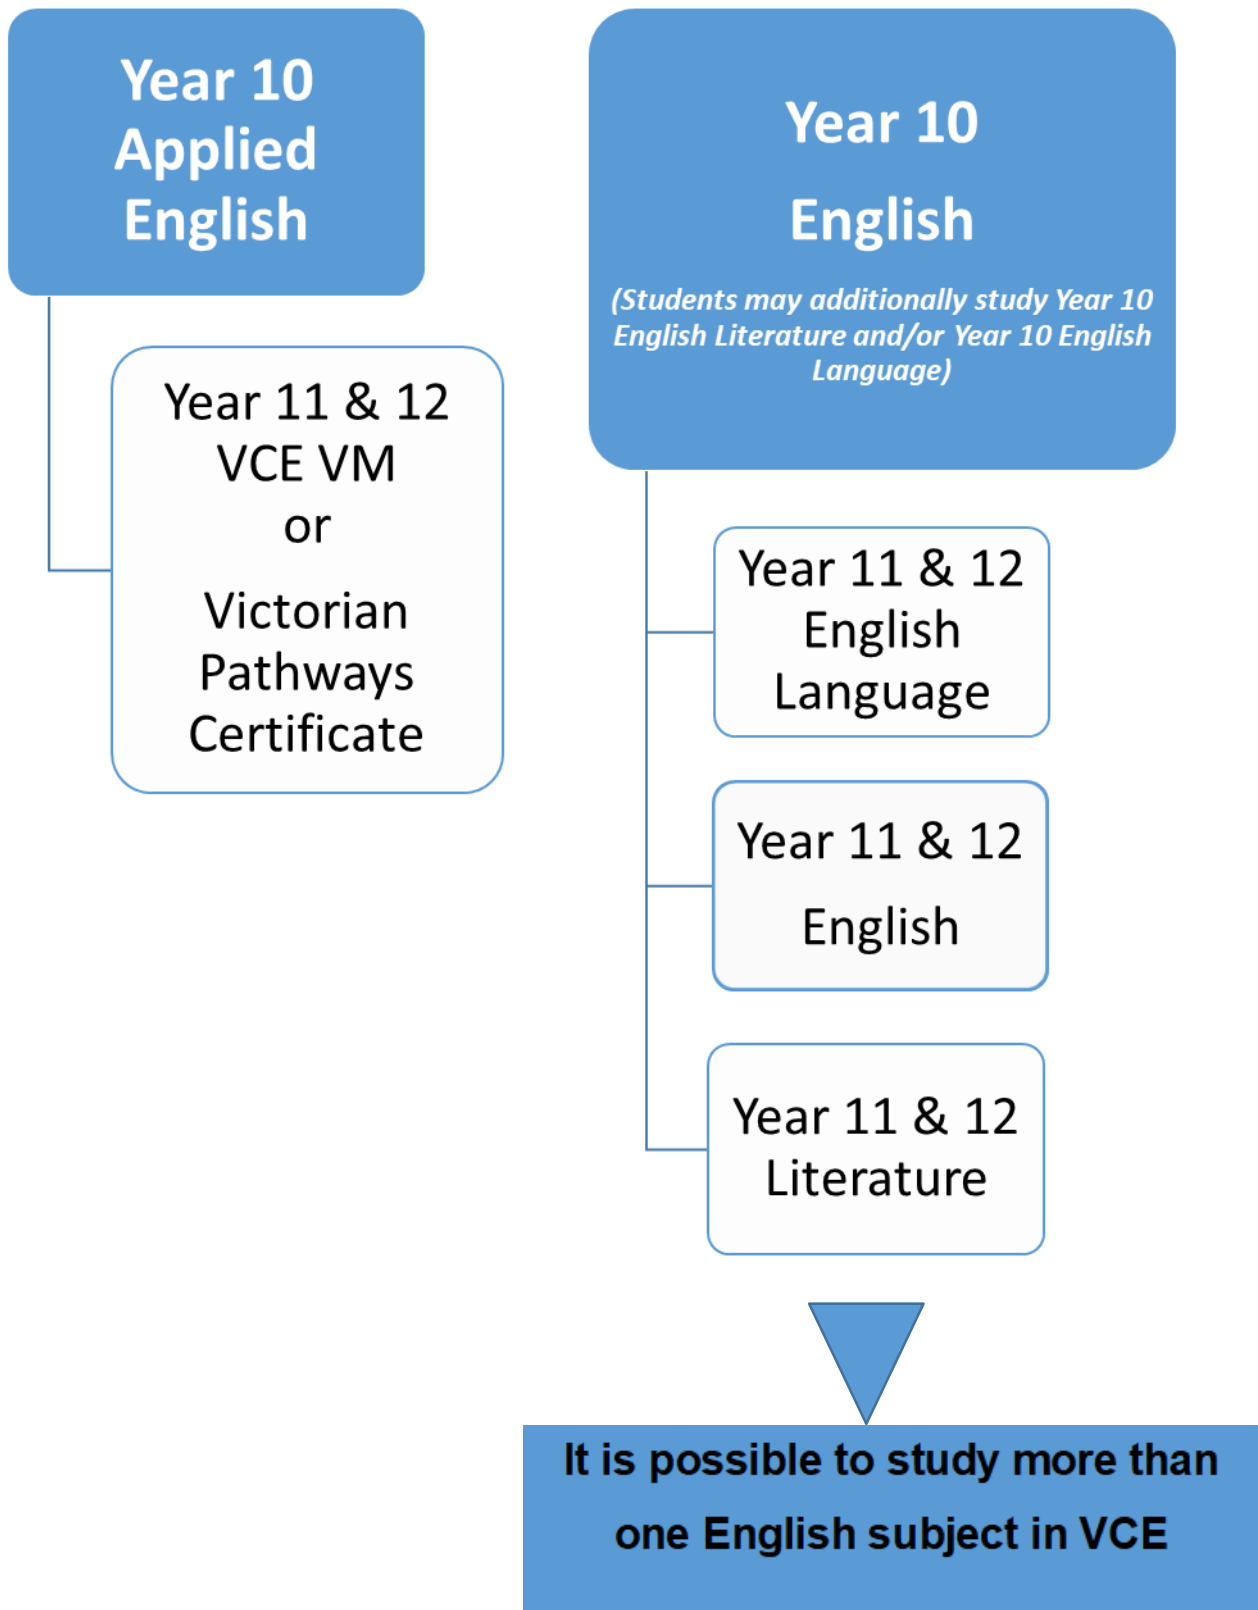 Year 10
Applied
English
Year 11 & 12
VCE VM
or
Victorian
Pathways
Certificate
Year 10
English
(Students may additionally study Year 10
English Literature and/or Year 10 English
Language)
Year 11 & 12
English
Language
Year 11 & 12
English
Year 11 & 12
Literature
It is possible to study more than
one English subject in VCE